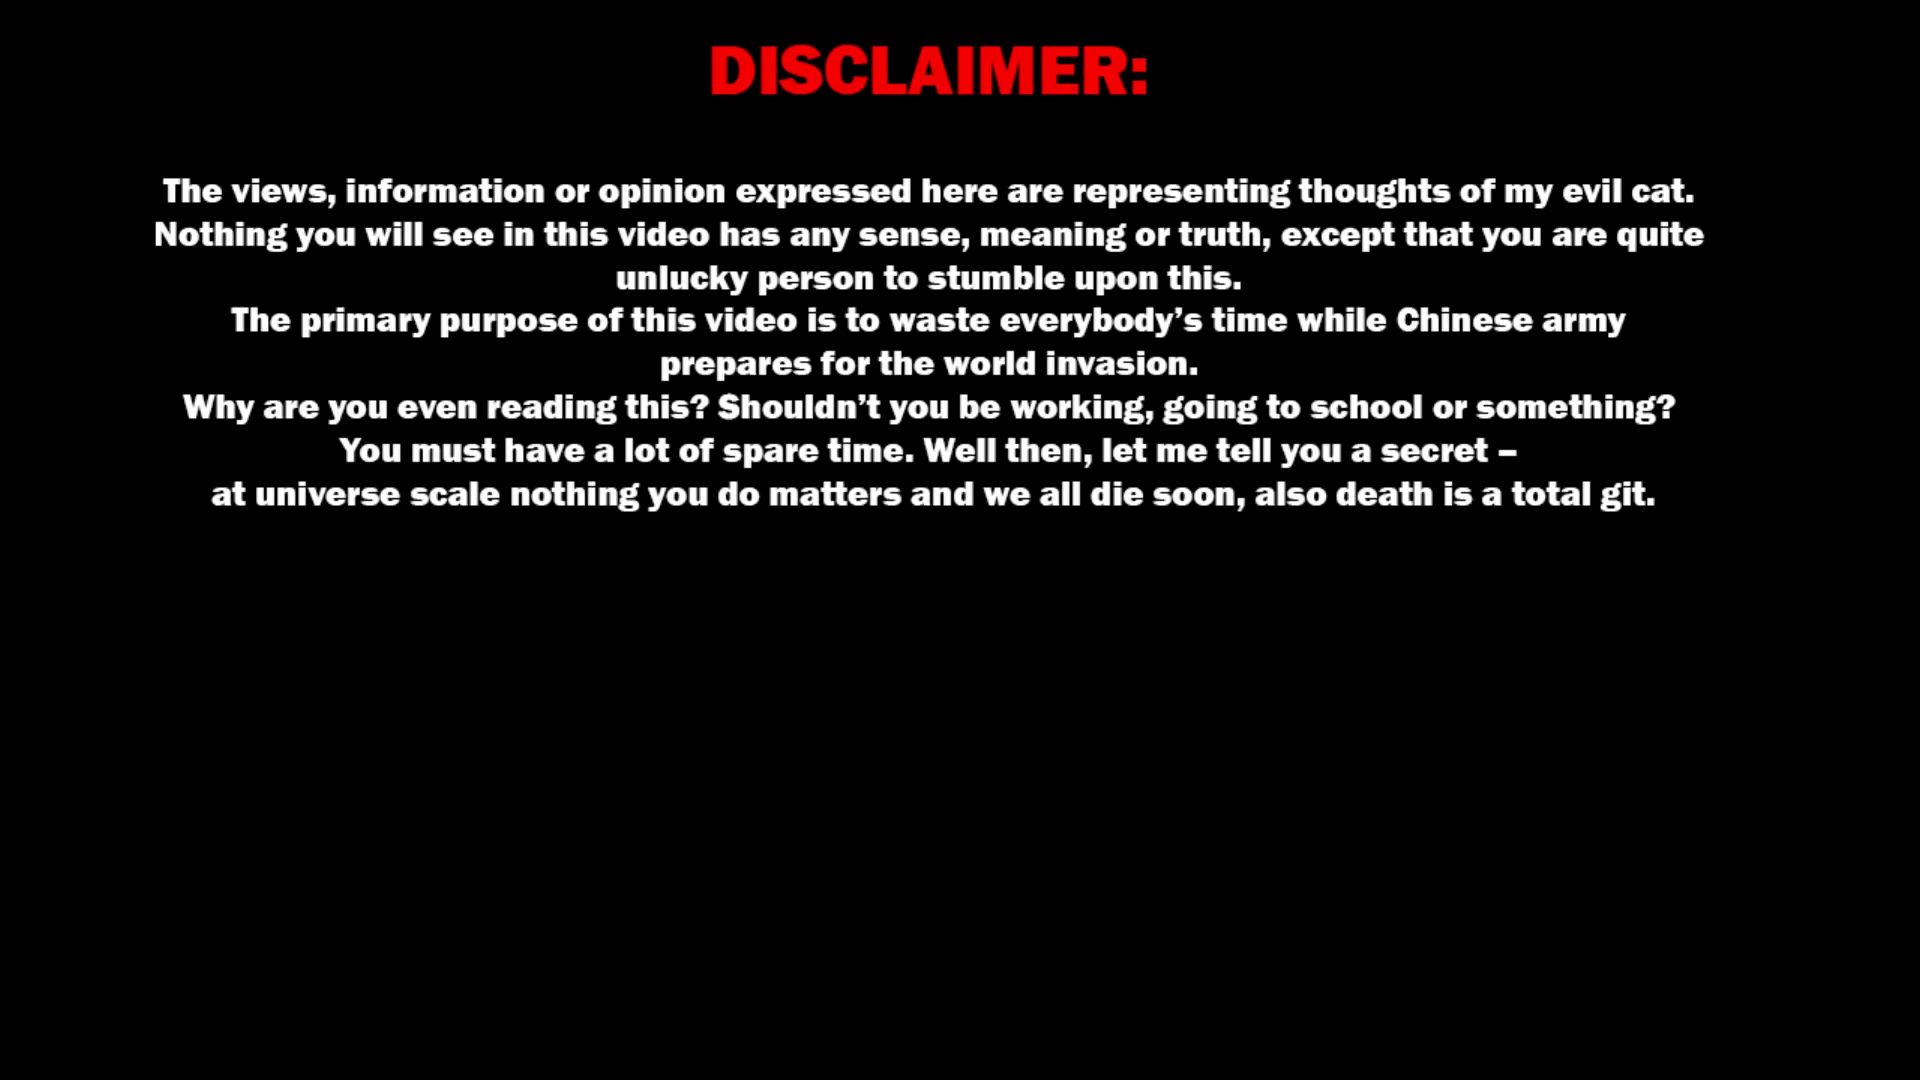 DISCLAIMER:
The views, information or opinion expressed here are representing thoughts of my evil cat.
Nothing you will see in this video has any sense, meaning or truth, except that you are quite
unlucky person to stumble upon this.
The primary purpose of this video is to waste everybody’s time while Chinese army
prepares for the world invasion.
Why are you even reading this? Shouldn’t you be working, going to school or something?
You must have a lot of spare time. Well then, let me tell you a secret –
at universe scale nothing you do matters and we all die soon, also death is a total git.